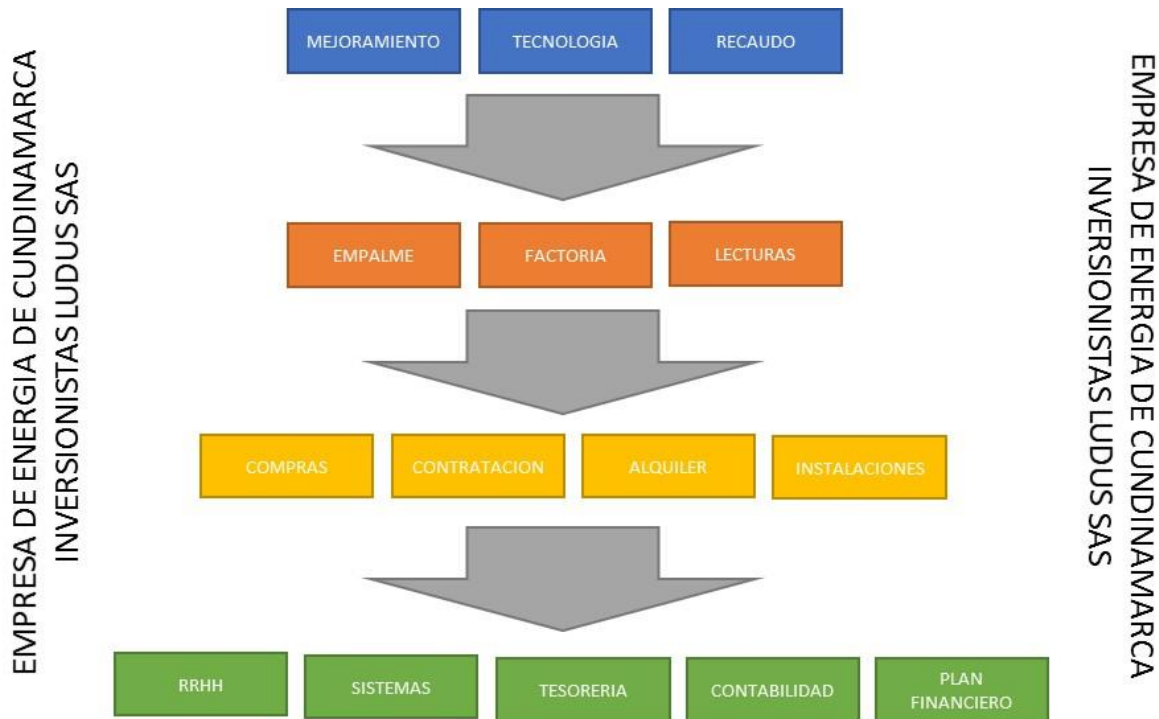 EMPRESA DE ENERGIA DE CUNDINAMARCA
INVERSIONISTAS LUDUS SAS
MEJORAMIENTO
TECNOLOGIA
RECAUDO
EMPALME
FACTORIA
LECTURAS
COMPRAS
CONTRATACION
ALQUILER
INSTALACIONES
RRHH
SISTEMAS
TESORERIA
CONTABILIDAD
PLAN
FINANCIERO
EMPRESA DE ENERGIA DE CUNDINAMARCA
INVERSIONISTAS LUDUS SAS